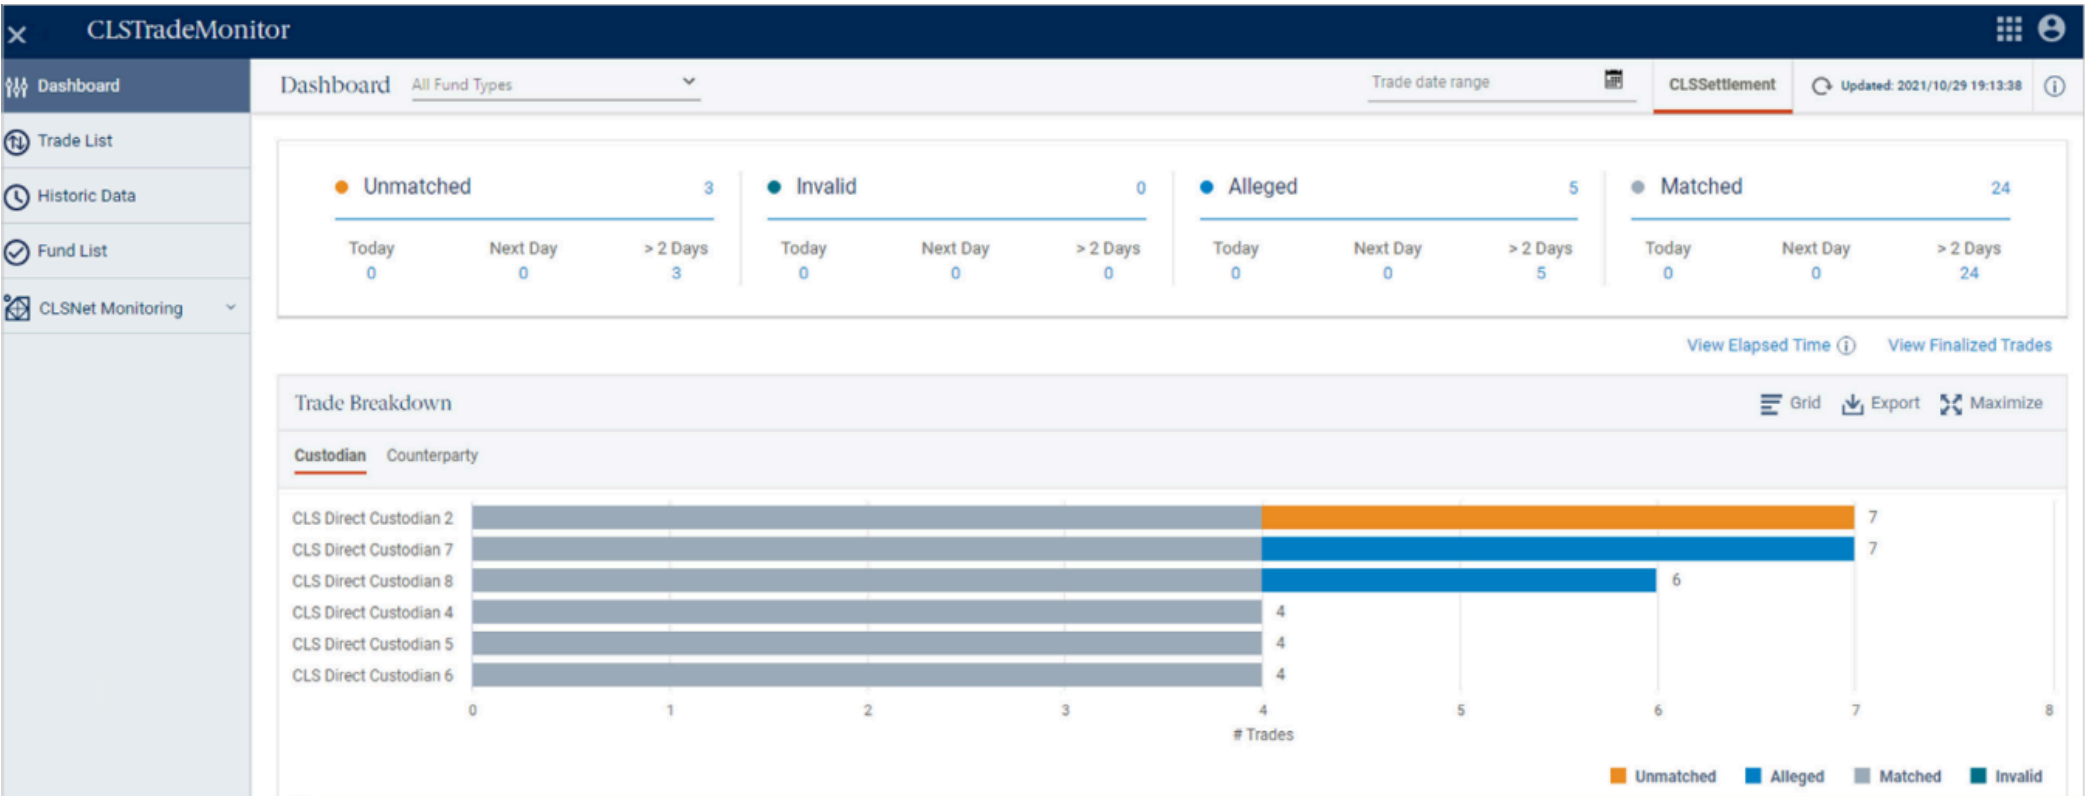 CLSTradeMonitor
Dashboard
Trade List
Historic Data
Fund List
CLSNet Monitoring
Dashboard All Fund Types Trade date range CLSSettlement Updated: 2021/10/29 19:13:38
Unmatched 3 Invalid 0 Alleged 5 Matched 24
Today Next Day > 2 Days Today Next Day > 2 Days Today Next Day > 2 Days Today Next Day > 2 Days
0 0 3 0 0 0 0 0 5 0 0 24
View Elapsed Time View Finalized Trades
Trade Breakdown Grid Export Maximize
Custodian Counterparty
CLS Direct Custodian 2 7
CLS Direct Custodian 7 7
CLS Direct Custodian 8 6
CLS Direct Custodian 4 4
CLS Direct Custodian 5 4
CLS Direct Custodian 6 4
0 1 2 3 4 5 6 7 8
# Trades
Unmatched Alleged Matched Invalid